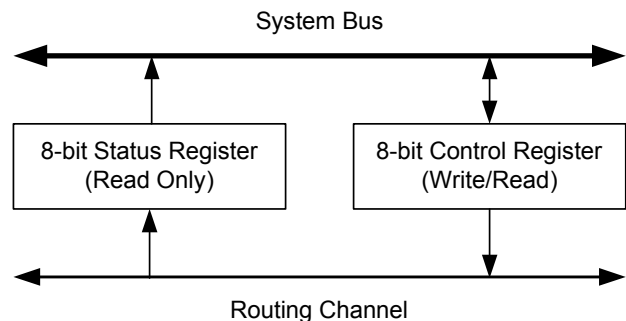 System Bus
8-bit Status Register
(Read Only)
8-bit Control Register
(Write/Read)
Routing Channel